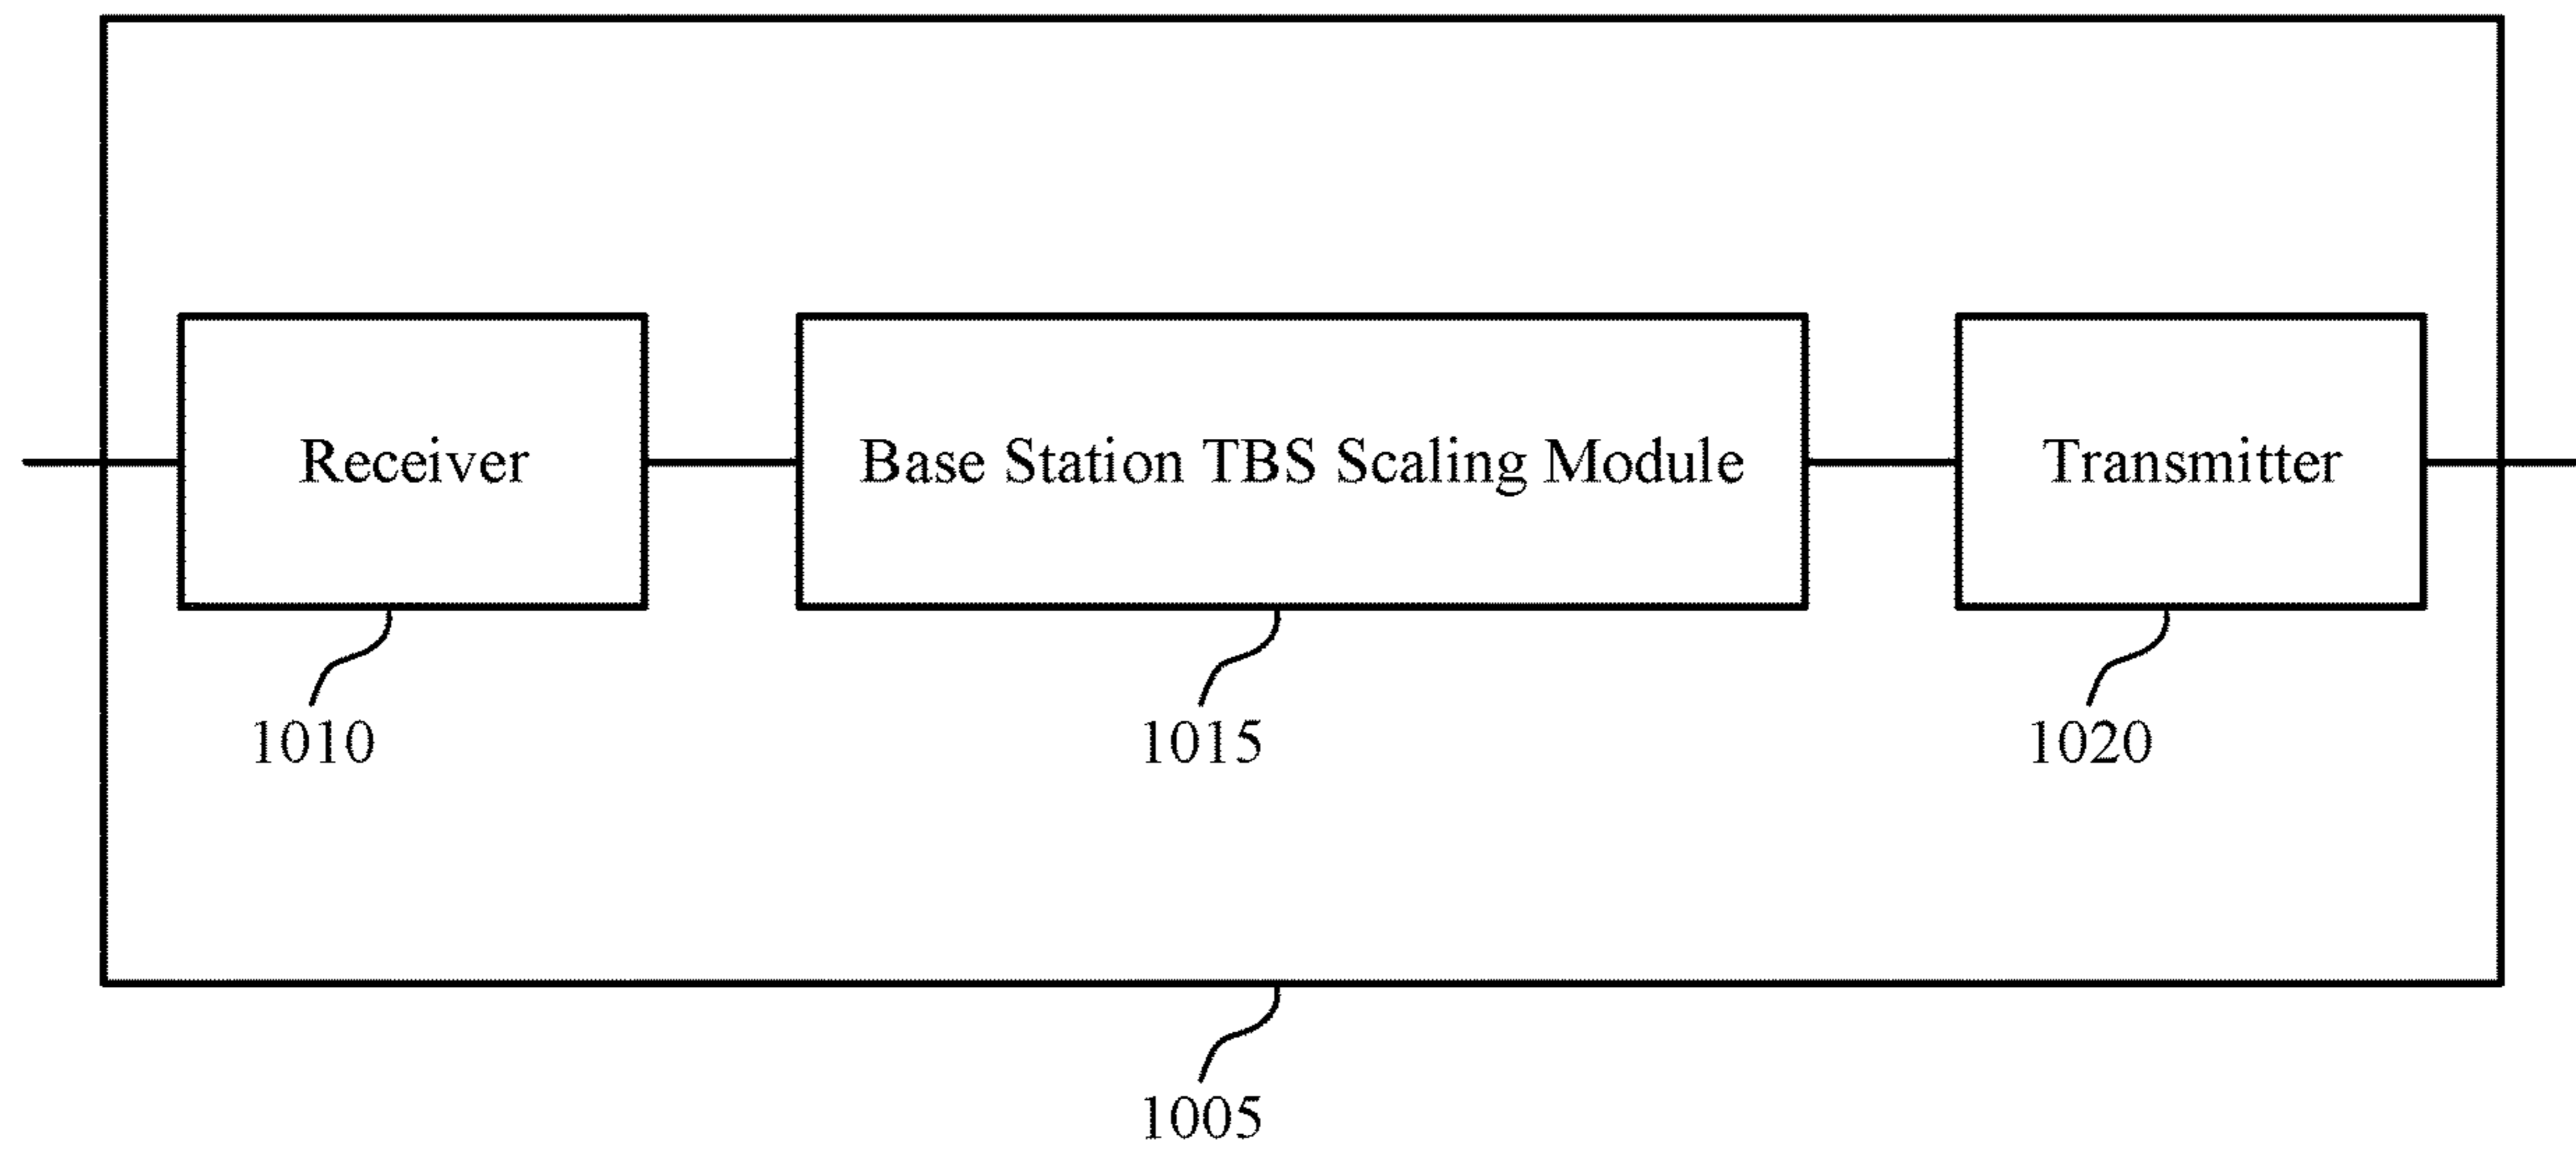 Receiver
Base Station TBS Scaling Module
Transmitter
1010
1015
1020
1005